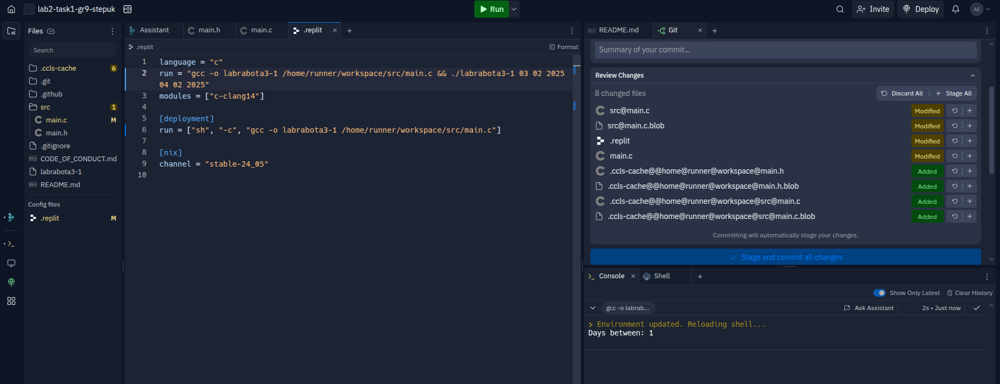 lab2-task1-gr9-stepuk
Run
Invite
Deploy
AS
Files
Search
.ccls-cache 6
.git
.github
src 1
main.c M
main.h
.gitignore
CODE_OF_CONDUCT.md
labrabota3-1
README.md
Config files
.replit M
Assistant
main.h
main.c
.replit
.replit
Format
1 language = "c"
2 run = "gcc -o labrabota3-1 /home/runner/workspace/src/main.c && ./labrabota3-1 03 02 2025
04 02 2025"
3 modules = ["c-clang14"]
4
5 [deployment]
6 run = ["sh", "-c", "gcc -o labrabota3-1 /home/runner/workspace/src/main.c"]
7
8 [nix]
9 channel = "stable-24_05"
10
README.md
Git
Summary of your commit...
Review Changes
8 changed files
Discard All
Stage All
src@main.c Modified
src@main.c.blob Modified
.replit Modified
main.c Modified
.ccls-cache@@home@runner@workspace@main.h Added
.ccls-cache@@home@runner@workspace@main.h.blob Added
.ccls-cache@@home@runner@workspace@src@main.c Added
.ccls-cache@@home@runner@workspace@src@main.c.blob Added
Committing will automatically stage your changes.
Stage and commit all changes
Console
Shell
Show Only Latest
Clear History
gcc -o labrab...
Ask Assistant
2s • Just now
Environment updated. Reloading shell...
Days between: 1